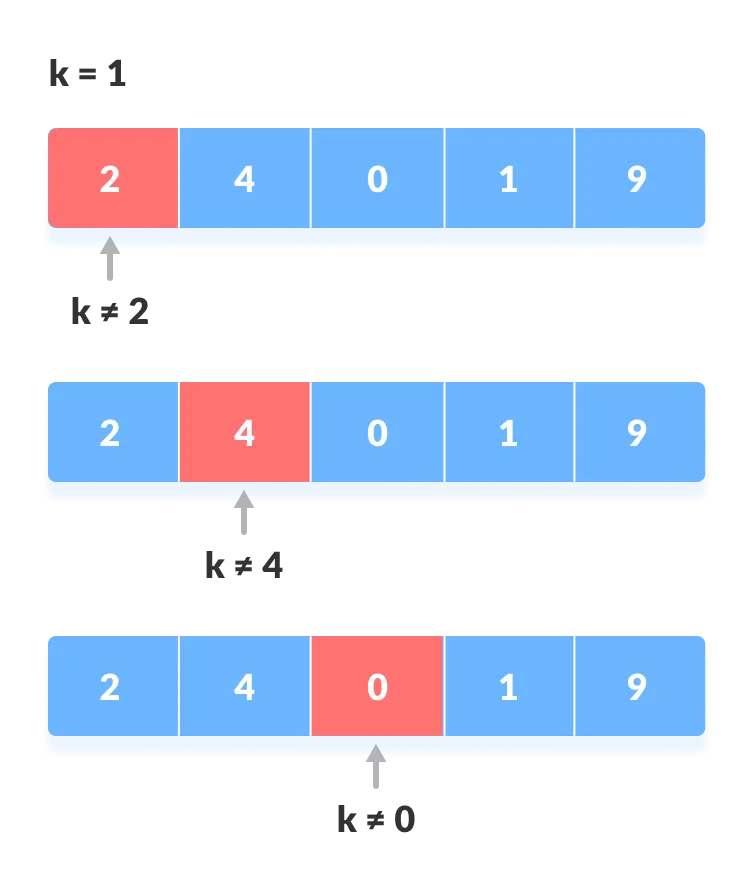 k = 1
2 4 0 1 9
k ≠ 2
2 4 0 1 9
k ≠ 4
2 4 0 1 9
k ≠ 0